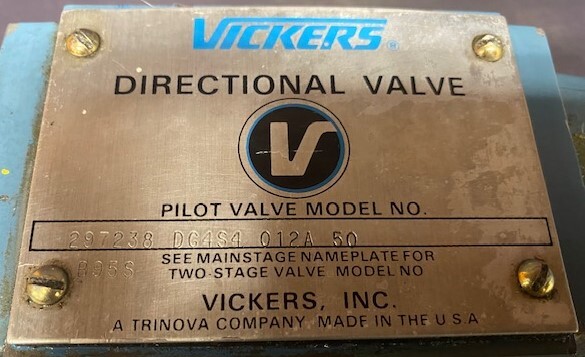 VICKERS®
DIRECTIONAL VALVE
V
PILOT VALVE MODEL NO.
297238 DG4S4 012A 50
SEE MAINSTAGE NAMEPLATE FOR
TWO-STAGE VALVE MODEL NO
VICKERS, INC.
A TRINOVA COMPANY MADE IN THE U S A